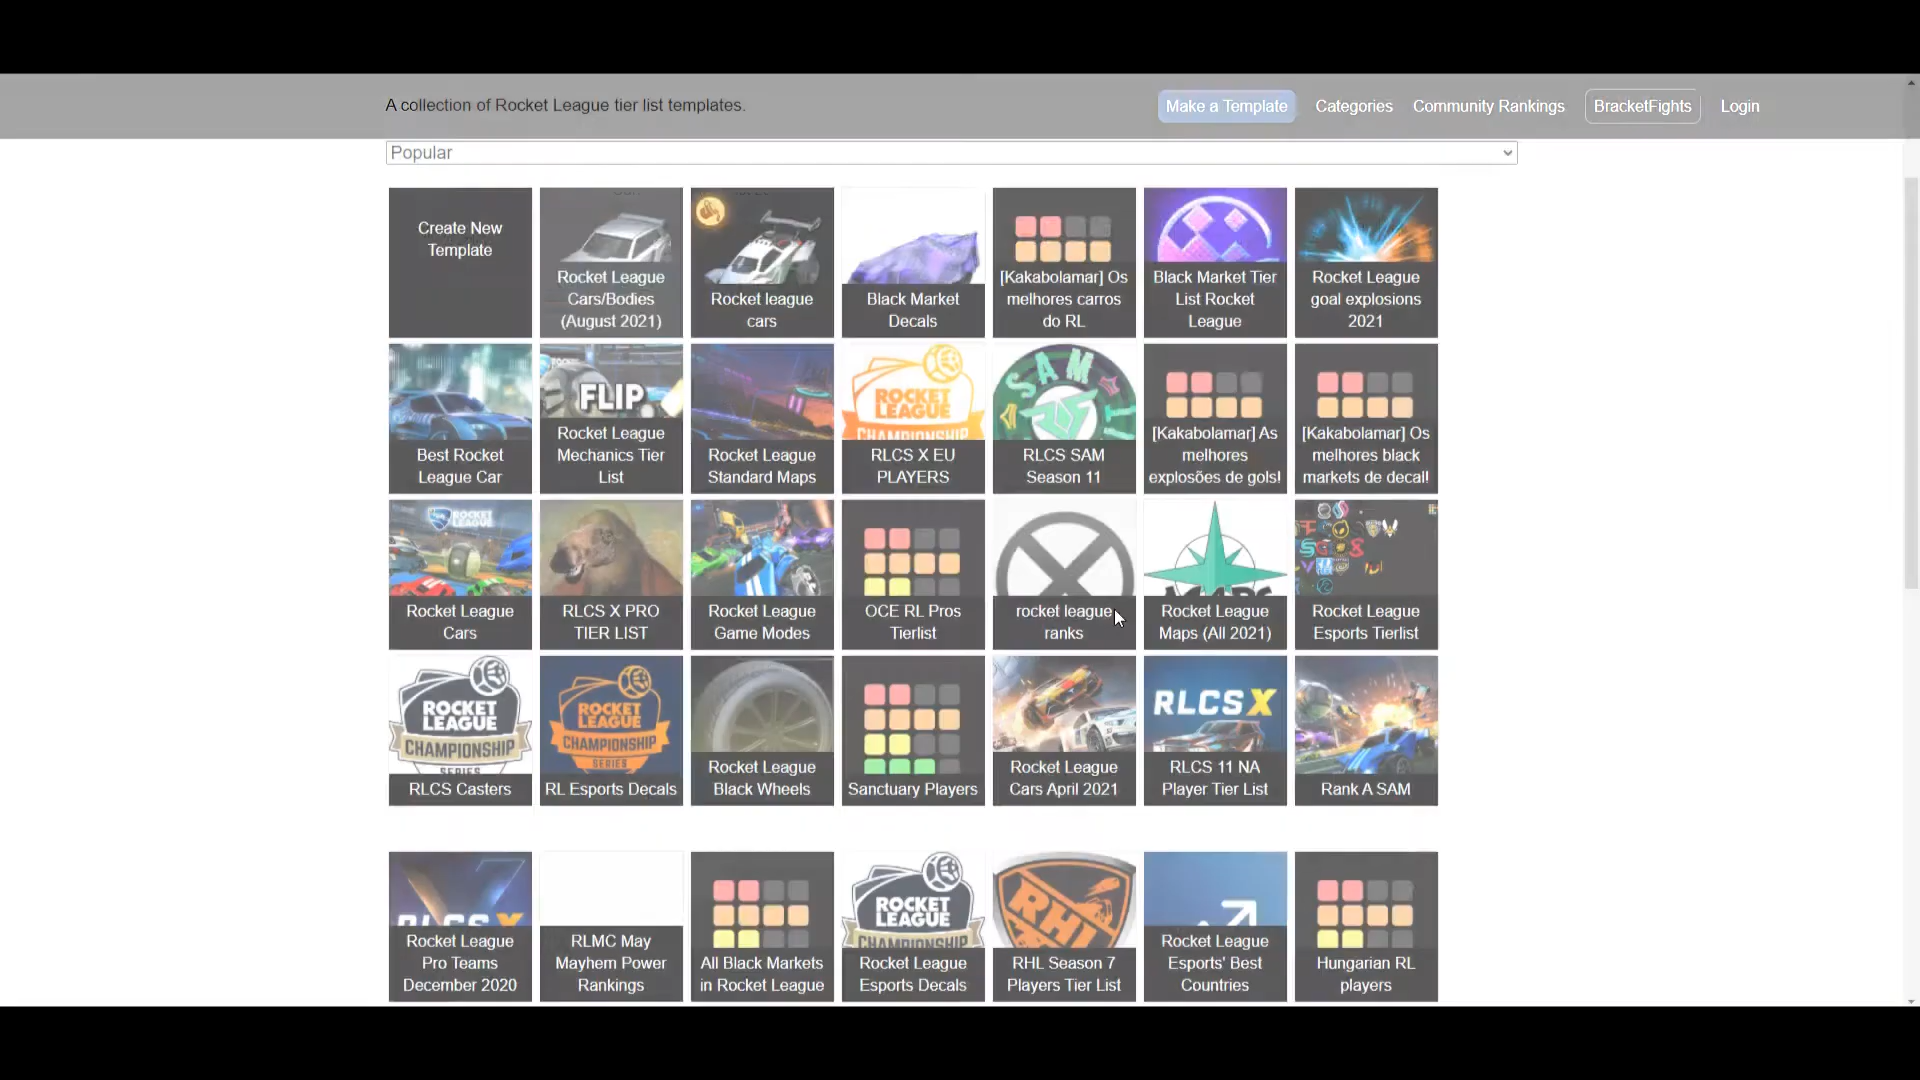 A collection of Rocket League tier list templates.
Make a Template
Categories
Community Rankings
BracketFights
Login
Popular
Create New
Template
Rocket League
Cars/Bodies
(August 2021)
Rocket league
cars
Black Market
Decals
[Kakabolamar] Os
melhores carros
do RL
Black Market Tier
List Rocket
League
Rocket League
goal explosions
2021
Best Rocket
League Car
FLIP
Rocket League
Mechanics Tier
List
Rocket League
Standard Maps
ROCKET
LEAGUE
CHAMPIONSHIP
RLCS X EU
PLAYERS
SAM
RLCS SAM
Season 11
[Kakabolamar] As
melhores
explosões de gols!
[Kakabolamar] Os
melhores black
markets de decal!
ROCKET
LEAGUE
Rocket League
Cars
RLCS X PRO
TIER LIST
Rocket League
Game Modes
OCE RL Pros
Tierlist
rocket league
ranks
Rocket League
Maps (All 2021)
Rocket League
Esports Tierlist
ROCKET
LEAGUE
CHAMPIONSHIP
SERIES
RLCS Casters
ROCKET
LEAGUE
CHAMPIONSHIP
SERIES
RL Esports Decals
Rocket League
Black Wheels
Sanctuary Players
Rocket League
Cars April 2021
RLCS X
RLCS 11 NA
Player Tier List
Rank A SAM
RLCS X
Rocket League
Pro Teams
December 2020
RLMC May
Mayhem Power
Rankings
All Black Markets
in Rocket League
ROCKET
LEAGUE
CHAMPIONSHIP
Rocket League
Esports Decals
RHL
RHL Season 7
Players Tier List
Rocket League
Esports' Best
Countries
Hungarian RL
players